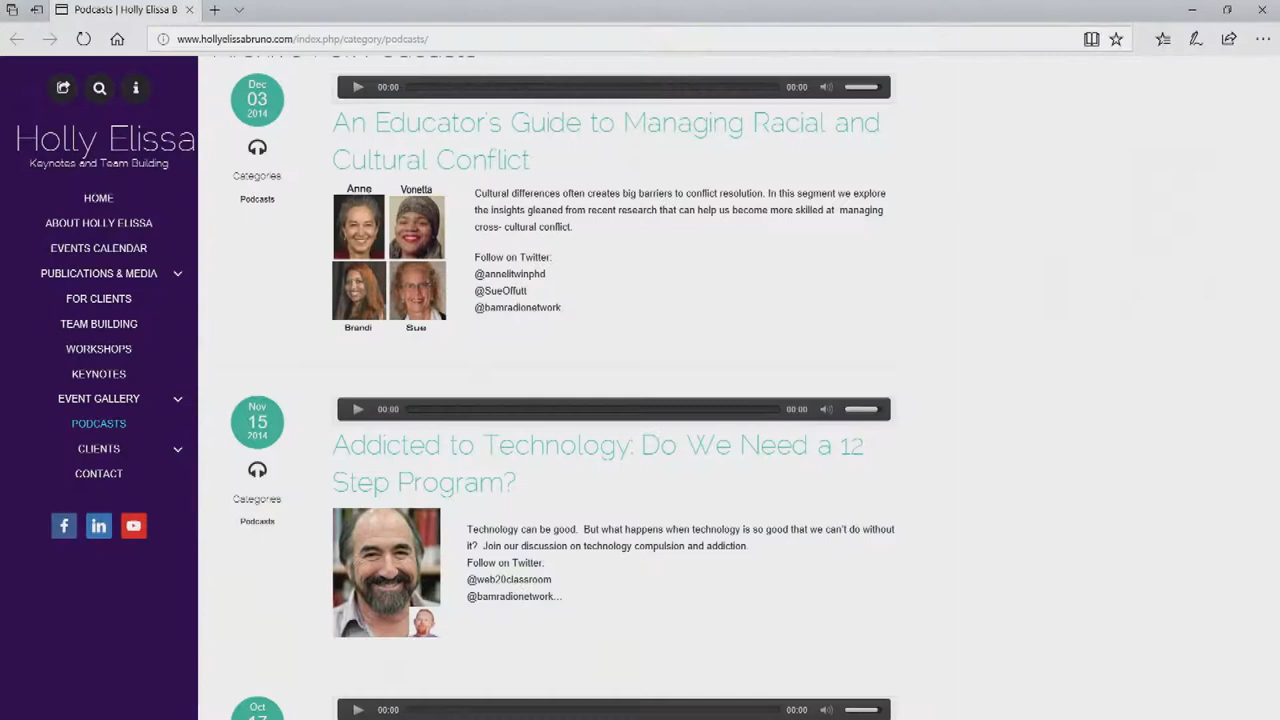 Podcasts | Holly Elissa B
www.hollyelissabruno.com/index.php/category/podcasts/
Holly Elissa
Keynotes and Team Building
HOME
ABOUT HOLLY ELISSA
EVENTS CALENDAR
PUBLICATIONS & MEDIA
FOR CLIENTS
TEAM BUILDING
WORKSHOPS
KEYNOTES
EVENT GALLERY
PODCASTS
CLIENTS
CONTACT
Dec
03
2014
Categories
Podcasts
00:00 00:00
An Educator's Guide to Managing Racial and
Cultural Conflict
Anne Vonetta
Brandi Sue
Cultural differences often creates big barriers to conflict resolution. In this segment we explore
the insights gleaned from recent research that can help us become more skilled at managing
cross- cultural conflict.
Follow on Twitter:
@annelitwinphd
@SueOffutt
@bamradionetwork
Nov
15
2014
Categories
Podcasts
00:00 00:00
Addicted to Technology: Do We Need a 12
Step Program?
Technology can be good. But what happens when technology is so good that we can't do without
it? Join our discussion on technology compulsion and addiction.
Follow on Twitter:
@web20classroom
@bamradionetwork...
Oct
17
00:00 00:00